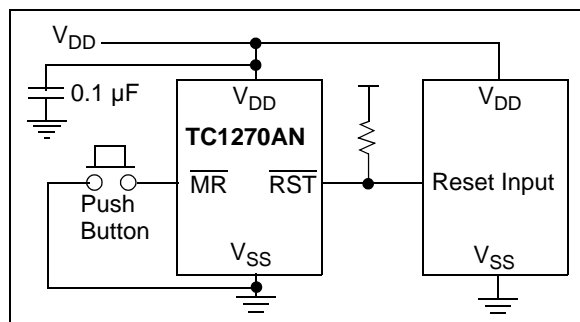 VDD
0.1 µF
VDD
VDD
TC1270AN
MR
RST
Reset Input
Push
Button
VSS
VSS